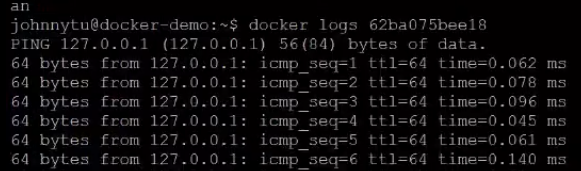 an
johnnytu@docker-demo:~$ docker logs 62ba075bee18
PING 127.0.0.1 (127.0.0.1) 56(84) bytes of data.
64 bytes from 127.0.0.1: icmp_seq=1 ttl=64 time=0.062 ms
64 bytes from 127.0.0.1: icmp_seq=2 ttl=64 time=0.078 ms
64 bytes from 127.0.0.1: icmp_seq=3 ttl=64 time=0.096 ms
64 bytes from 127.0.0.1: icmp_seq=4 ttl=64 time=0.045 ms
64 bytes from 127.0.0.1: icmp_seq=5 ttl=64 time=0.061 ms
64 bytes from 127.0.0.1: icmp_seq=6 ttl=64 time=0.140 ms